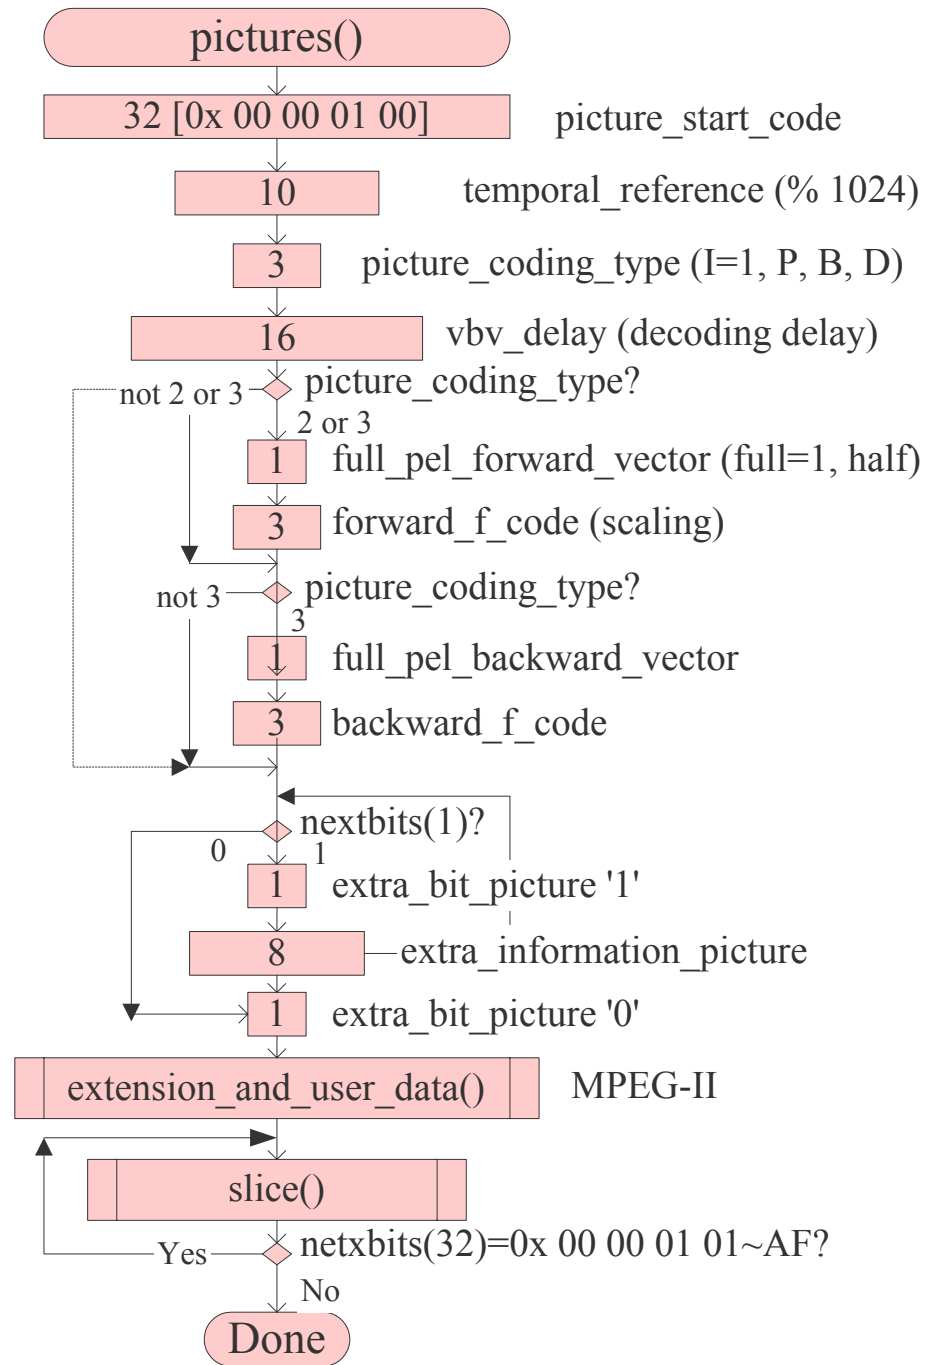 pictures()
32 [0x 00 00 01 00] picture_start_code
10 temporal_reference (% 1024)
3 picture_coding_type (I=1, P, B, D)
16 vbv_delay (decoding delay)
not 2 or 3 picture_coding_type?
2 or 3
1 full_pel_forward_vector (full=1, half)
3 forward_f_code (scaling)
not 3 picture_coding_type?
3
1 full_pel_backward_vector
3 backward_f_code
nextbits(1)?
0 1
1 extra_bit_picture '1'
8 extra_information_picture
1 extra_bit_picture '0'
extension_and_user_data() MPEG-II
slice()
Yes netxbits(32)=0x 00 00 01 01~AF?
No
Done